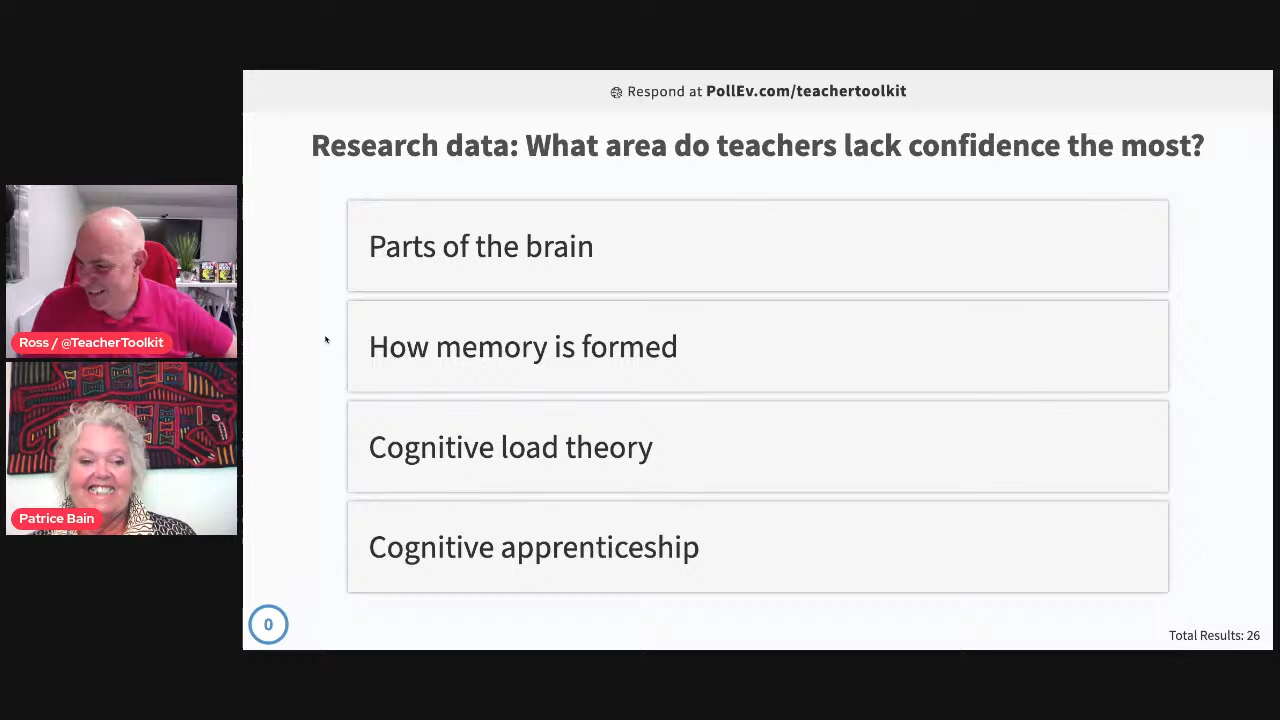 Respond at PollEv.com/teachertoolkit
Research data: What area do teachers lack confidence the most?
Parts of the brain
How memory is formed
Cognitive load theory
Cognitive apprenticeship
0
Total Results: 26
Ross / @TeacherToolkit
Patrice Bain